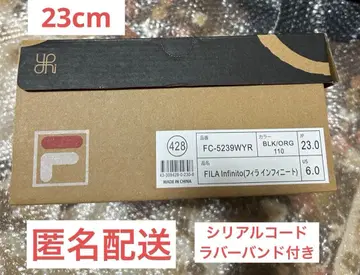 23cm
428
品番
FC-5239WYR
カラー
BLK/ORG
110
23.0
品名
FILA Infinito(フィラ インフィニート)
US
6.0
MADE IN CHINA
匿名配送
シリアルコード
ラバーバンド付き